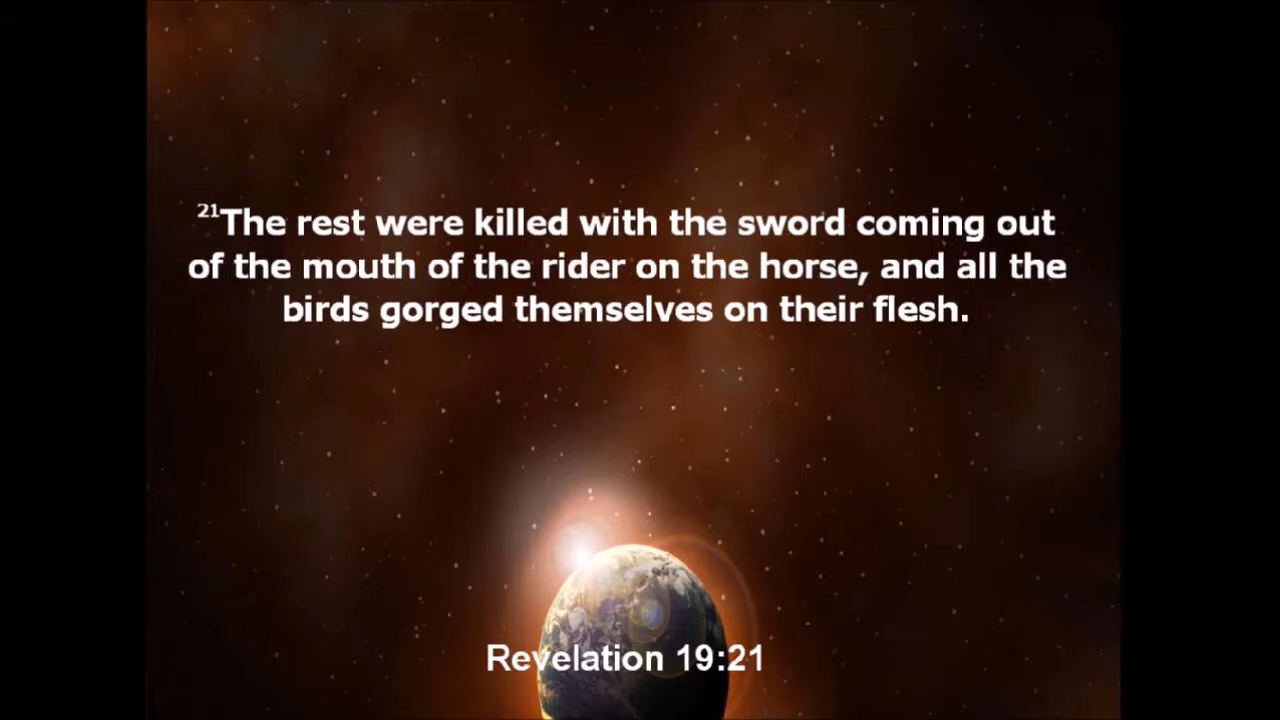 ²¹The rest were killed with the sword coming out
of the mouth of the rider on the horse, and all the
birds gorged themselves on their flesh.
Revelation 19:21